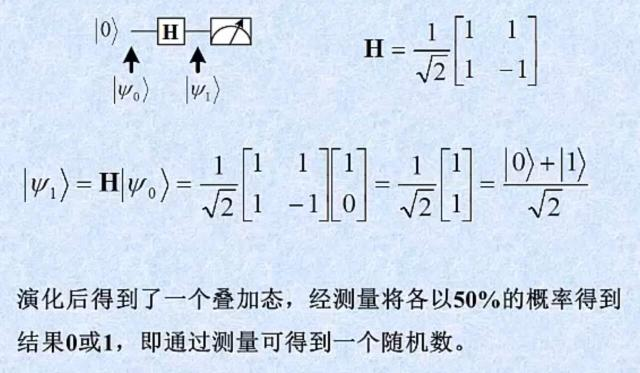 |0⟩ H
|ψ₀⟩ |ψ₁⟩
H = 1/√2 [1 1; 1 -1]
|ψ₁⟩ = H|ψ₀⟩ = 1/√2 [1 1; 1 -1][1; 0] = 1/√2 [1; 1] = (|0⟩+|1⟩)/√2
演化后得到了一个叠加态，经测量将各以50%的概率得到
结果0或1，即通过测量可得到一个随机数。